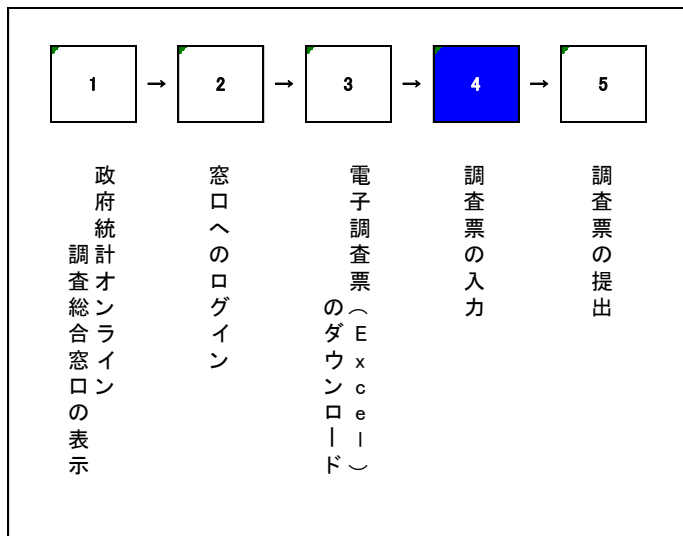 1 → 2 → 3 → 4 → 5
政府統計オンライン
調査総合窓口の表示
窓口へのログイン
電子調査票（Excel）
のダウンロード
調査票の入力
調査票の提出